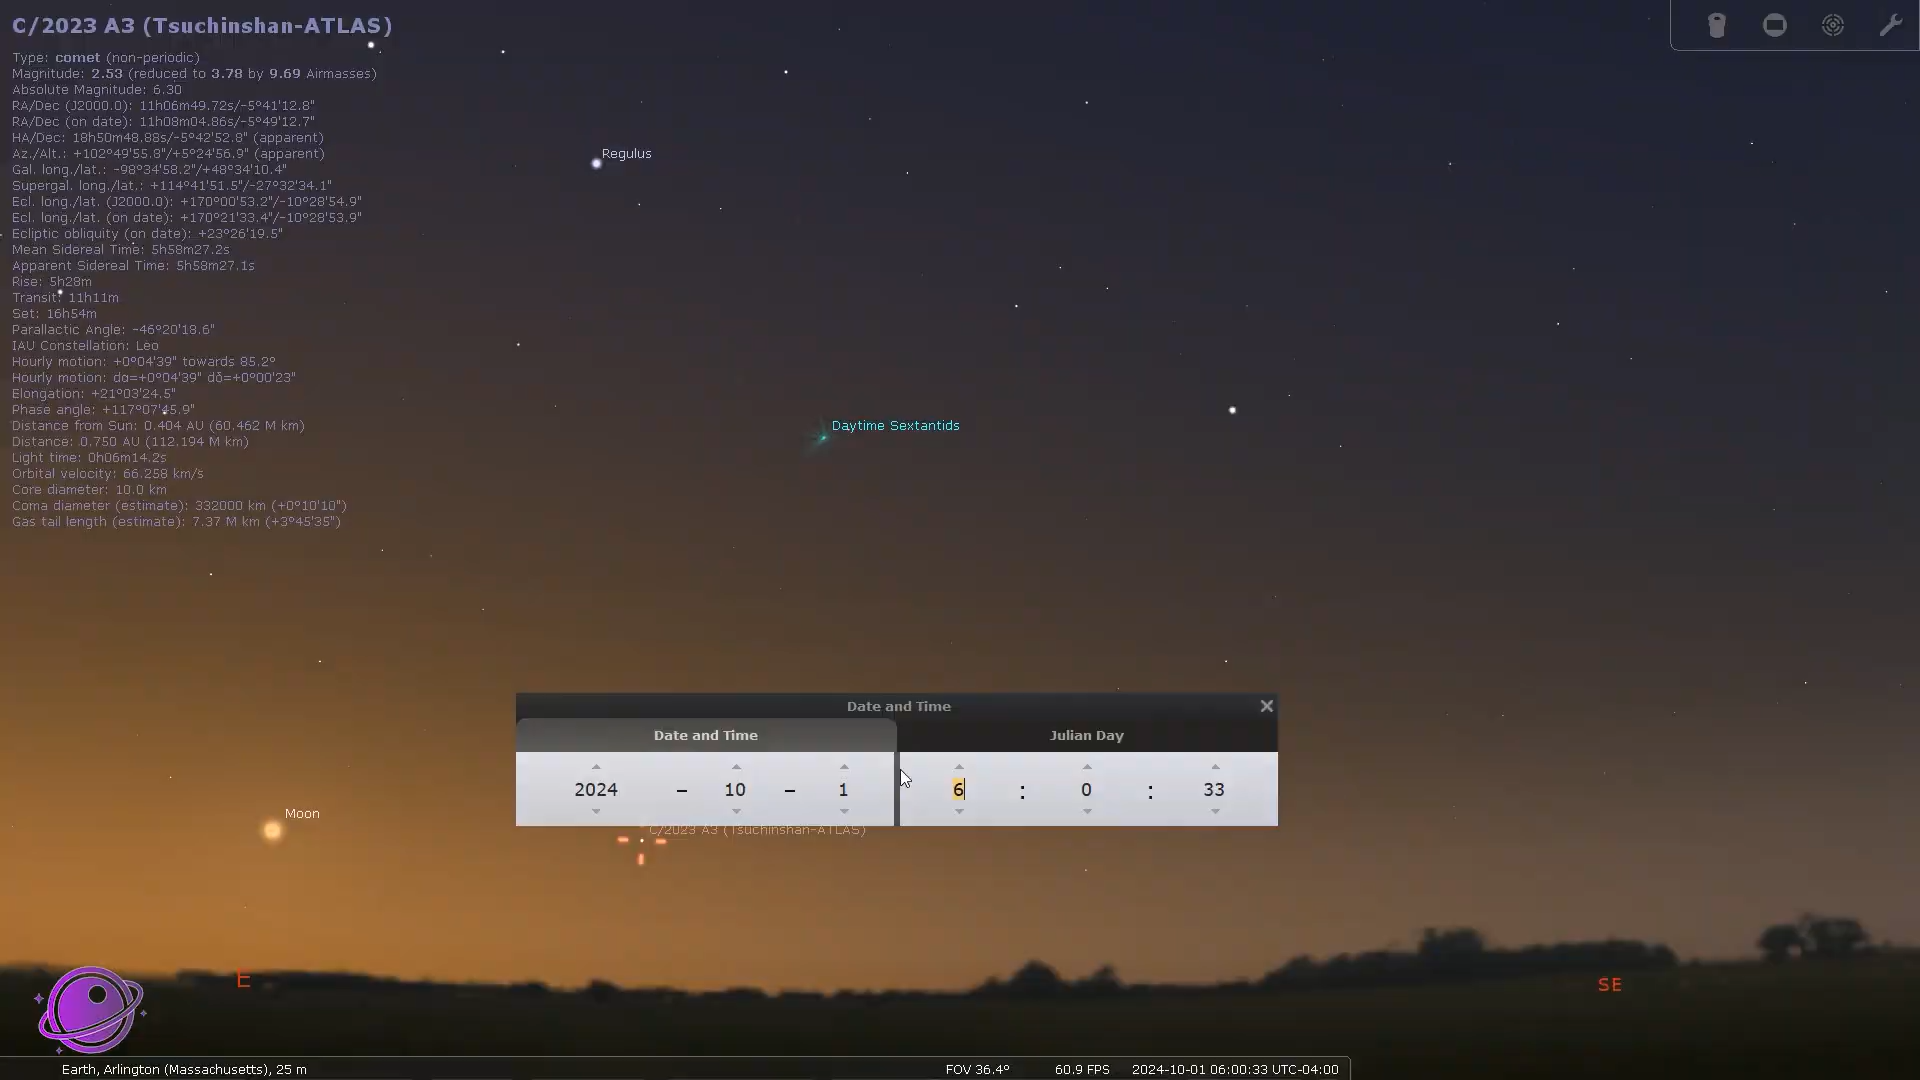 C/2023 A3 (Tsuchinshan-ATLAS)
Type: comet (non-periodic)
Magnitude: 2.53 (reduced to 3.78 by 9.69 Airmasses)
Absolute Magnitude: 6.30
RA/Dec (J2000.0): 11h06m49.72s/-5°41'12.8"
RA/Dec (on date): 11h08m04.86s/-5°49'12.7"
HA/Dec: 18h50m48.88s/-5°42'52.8" (apparent)
Az./Alt.: +102°49'55.8"/+5°24'56.9" (apparent)
Gal. long./lat.: -98°34'58.2"/+48°34'10.4"
Supergal. long./lat.: +114°41'51.5"/-27°32'34.1"
Ecl. long./lat. (J2000.0): +170°00'53.2"/-10°28'54.9"
Ecl. long./lat. (on date): +170°21'33.4"/-10°28'53.9"
Ecliptic obliquity (on date): +23°26'19.5"
Mean Sidereal Time: 5h58m27.2s
Apparent Sidereal Time: 5h58m27.1s
Rise: 5h28m
Transit: 11h11m
Set: 16h54m
Parallactic Angle: -46°20'18.6"
IAU Constellation: Leo
Hourly motion: +0°04'39" towards 85.2°
Hourly motion: dα=+0°04'39" dδ=+0°00'23"
Elongation: +21°03'24.5"
Phase angle: +117°07'45.9"
Distance from Sun: 0.404 AU (60.462 M km)
Distance: 0.750 AU (112.194 M km)
Light time: 0h06m14.2s
Orbital velocity: 66.258 km/s
Core diameter: 10.0 km
Coma diameter (estimate): 332000 km (+0°10'10")
Gas tail length (estimate): 7.37 M km (+3°45'35")
Regulus
Daytime Sextantids
Date and Time
Date and Time Julian Day
2024 - 10 - 1 6 : 0 : 33
Moon
C/2023 A3 (Tsuchinshan-ATLAS)
E
SE
Earth, Arlington (Massachusetts), 25 m FOV 36.4° 60.9 FPS 2024-10-01 06:00:33 UTC-04:00